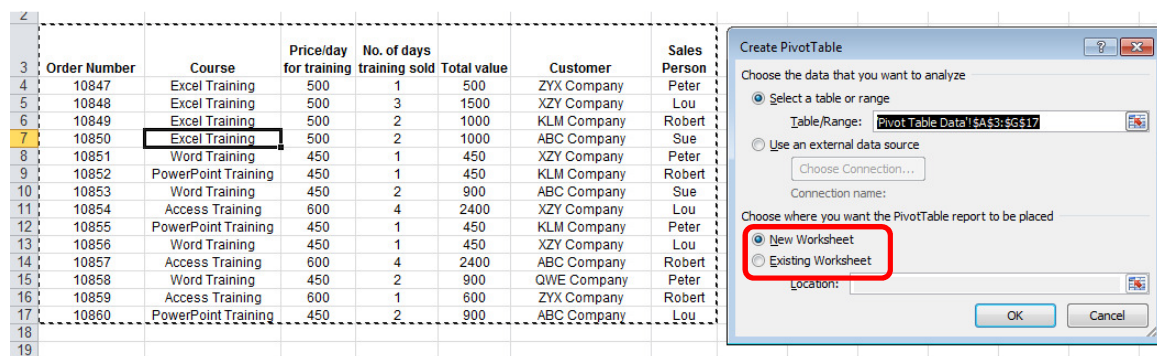 2
3 Order Number Course Price/day for training No. of days training sold Total value Customer Sales Person
4 10847 Excel Training 500 1 500 ZYX Company Peter
5 10848 Excel Training 500 3 1500 XZY Company Lou
6 10849 Excel Training 500 2 1000 KLM Company Robert
7 10850 Excel Training 500 2 1000 ABC Company Sue
8 10851 Word Training 450 1 450 XZY Company Peter
9 10852 PowerPoint Training 450 1 450 KLM Company Robert
10 10853 Word Training 450 2 900 ABC Company Sue
11 10854 Access Training 600 4 2400 XZY Company Lou
12 10855 PowerPoint Training 450 1 450 KLM Company Peter
13 10856 Word Training 450 1 450 XZY Company Lou
14 10857 Access Training 600 4 2400 ABC Company Robert
15 10858 Word Training 450 2 900 QWE Company Peter
16 10859 Access Training 600 1 600 ZYX Company Robert
17 10860 PowerPoint Training 450 2 900 ABC Company Lou
18
19
Create PivotTable
Choose the data that you want to analyze
Select a table or range
Table/Range: 'Pivot Table Data'!$A$3:$G$17
Use an external data source
Choose Connection...
Connection name:
Choose where you want the PivotTable report to be placed
New Worksheet
Existing Worksheet
Location:
OK Cancel